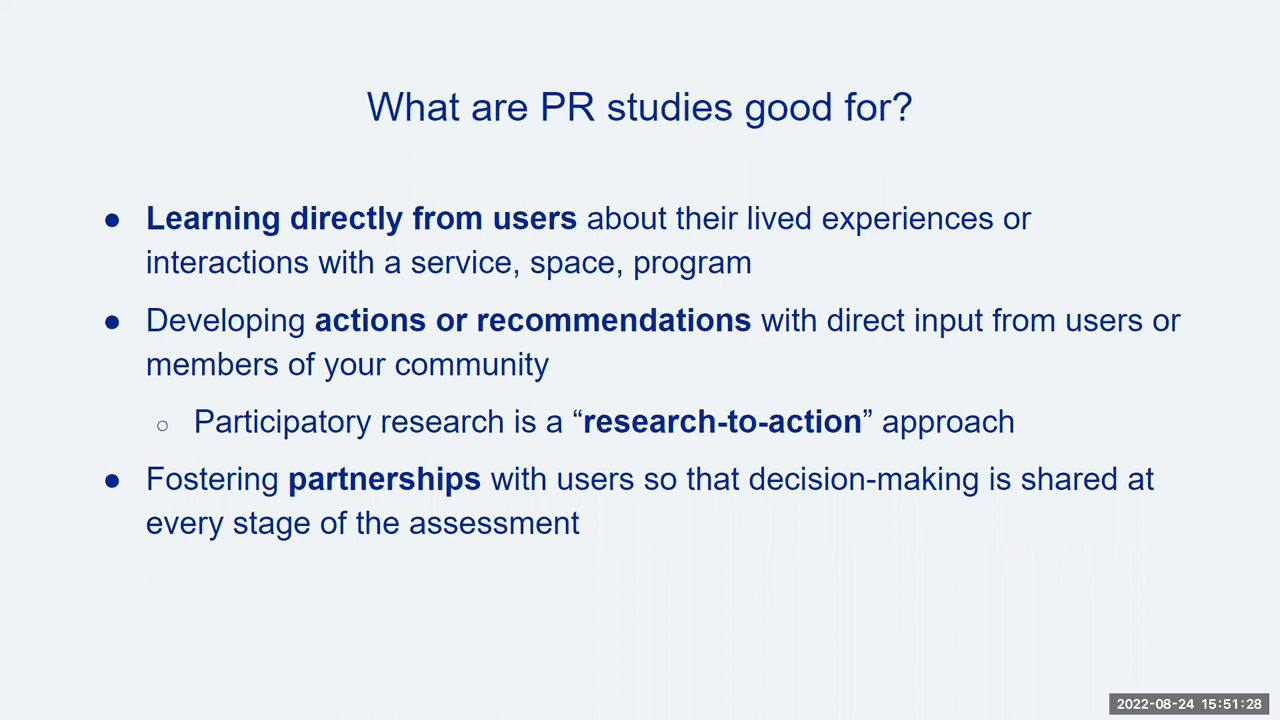 What are PR studies good for?
● Learning directly from users about their lived experiences or
interactions with a service, space, program
● Developing actions or recommendations with direct input from users or
members of your community
○ Participatory research is a “research-to-action” approach
● Fostering partnerships with users so that decision-making is shared at
every stage of the assessment
2022-08-24 15:51:28